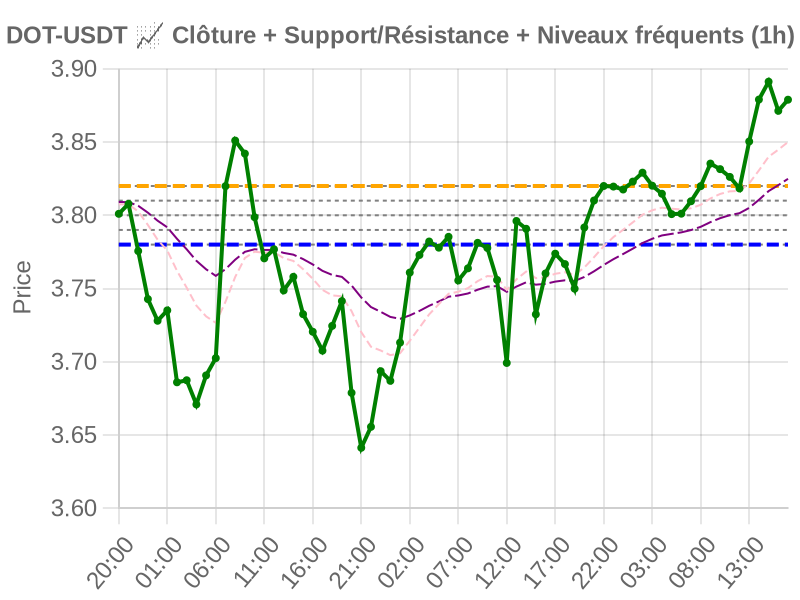 DOT-USDT 📈 Clôture + Support/Résistance + Niveaux fréquents (1h)
3.90
3.85
3.80
3.75
3.70
3.65
3.60
Price
20:00 01:00 06:00 11:00 16:00 21:00 02:00 07:00 12:00 17:00 22:00 03:00 08:00 13:00